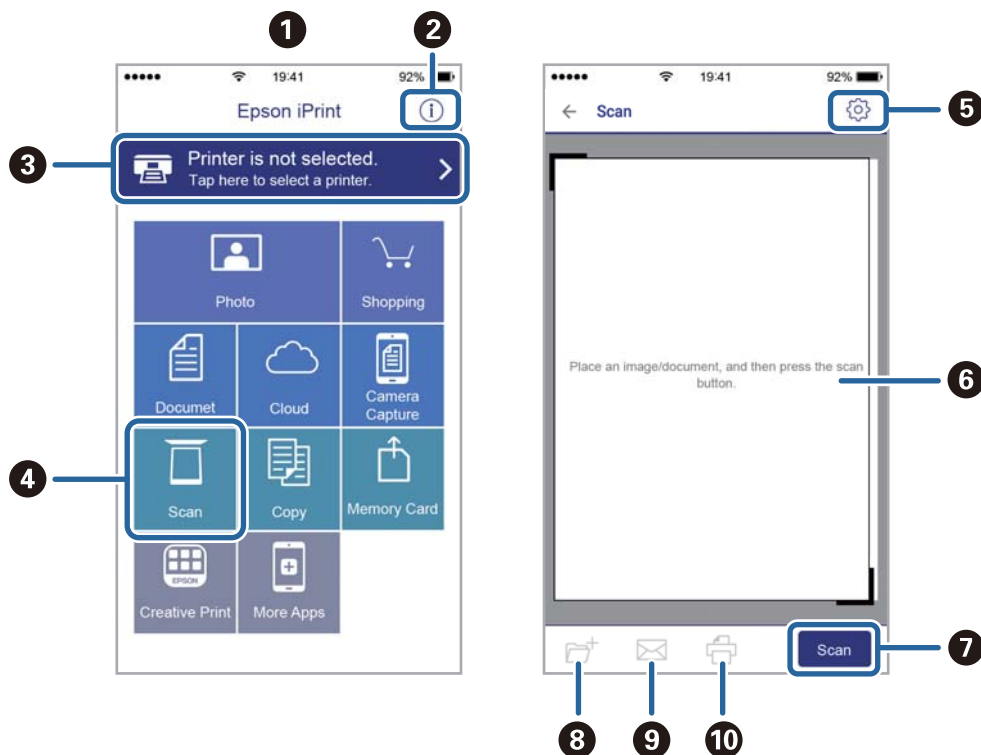 1
2
19:41
92%
Epson iPrint
3
Printer is not selected.
Tap here to select a printer.
Photo
Shopping
Documet
Cloud
Camera
Capture
4
Scan
Copy
Memory Card
EPSON
Creative Print
More Apps
19:41
92%
Scan
5
Place an image/document, and then press the scan
button.
6
Scan
7
8
9
10